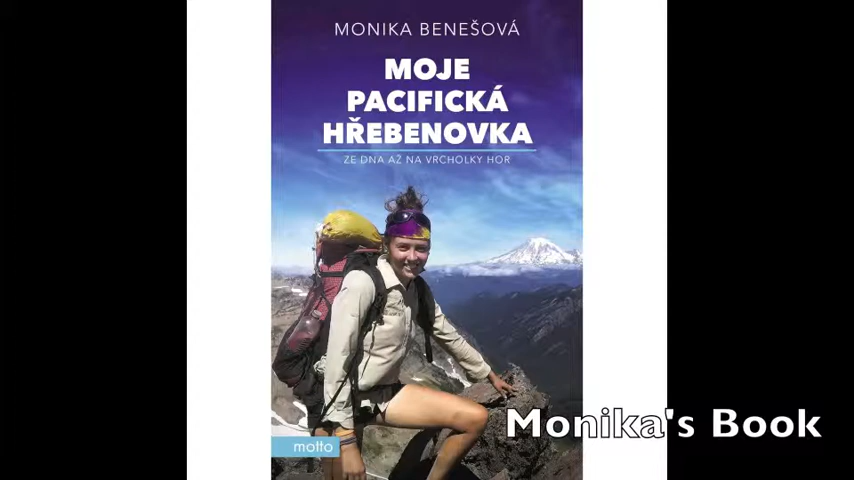 MONIKA BENEŠOVÁ
MOJE
PACIFICKÁ
HŘEBENOVKA
ZE DNA AŽ NA VRCHOLKY HOR
motto
Monika's Book